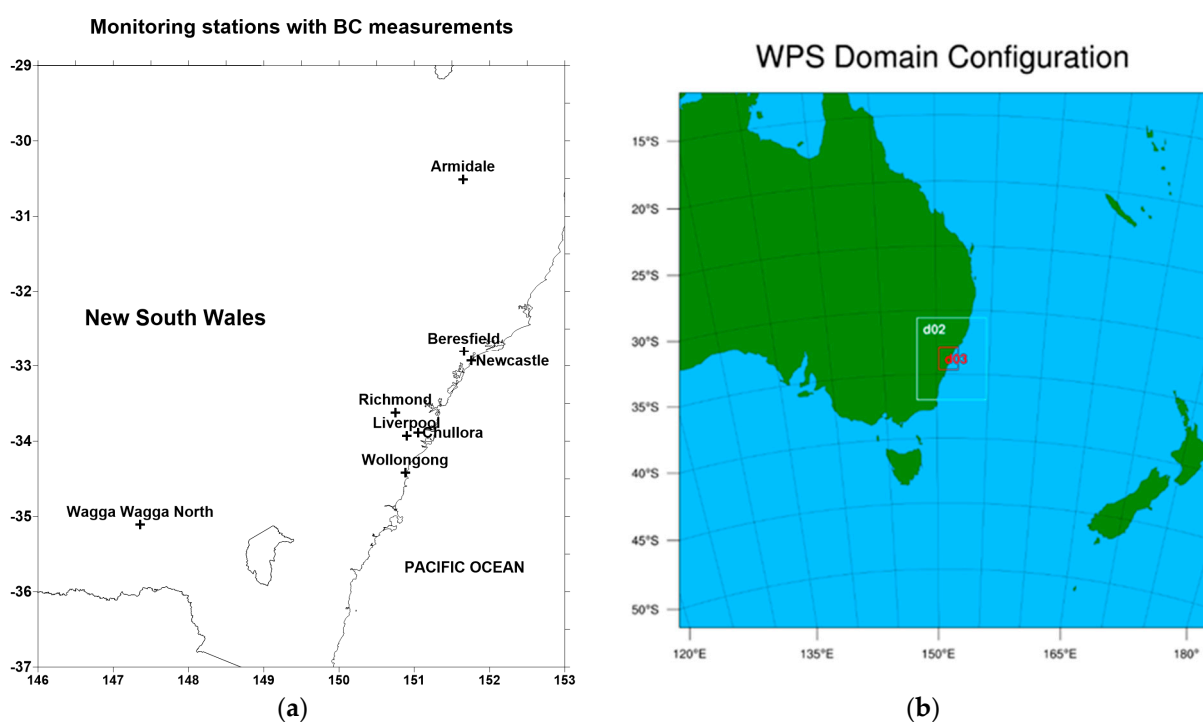 Monitoring stations with BC measurements
-29
-30
-31
-32
-33
-34
-35
-36
-37
146
147
148
149
150
151
152
153
Armidale
New South Wales
Beresfield
Newcastle
Richmond
Liverpool
Chullora
Wollongong
Wagga Wagga North
PACIFIC OCEAN
(a)
WPS Domain Configuration
15°S
20°S
25°S
30°S
35°S
40°S
45°S
50°S
120°E
135°E
150°E
165°E
180°
d02
d03
(b)